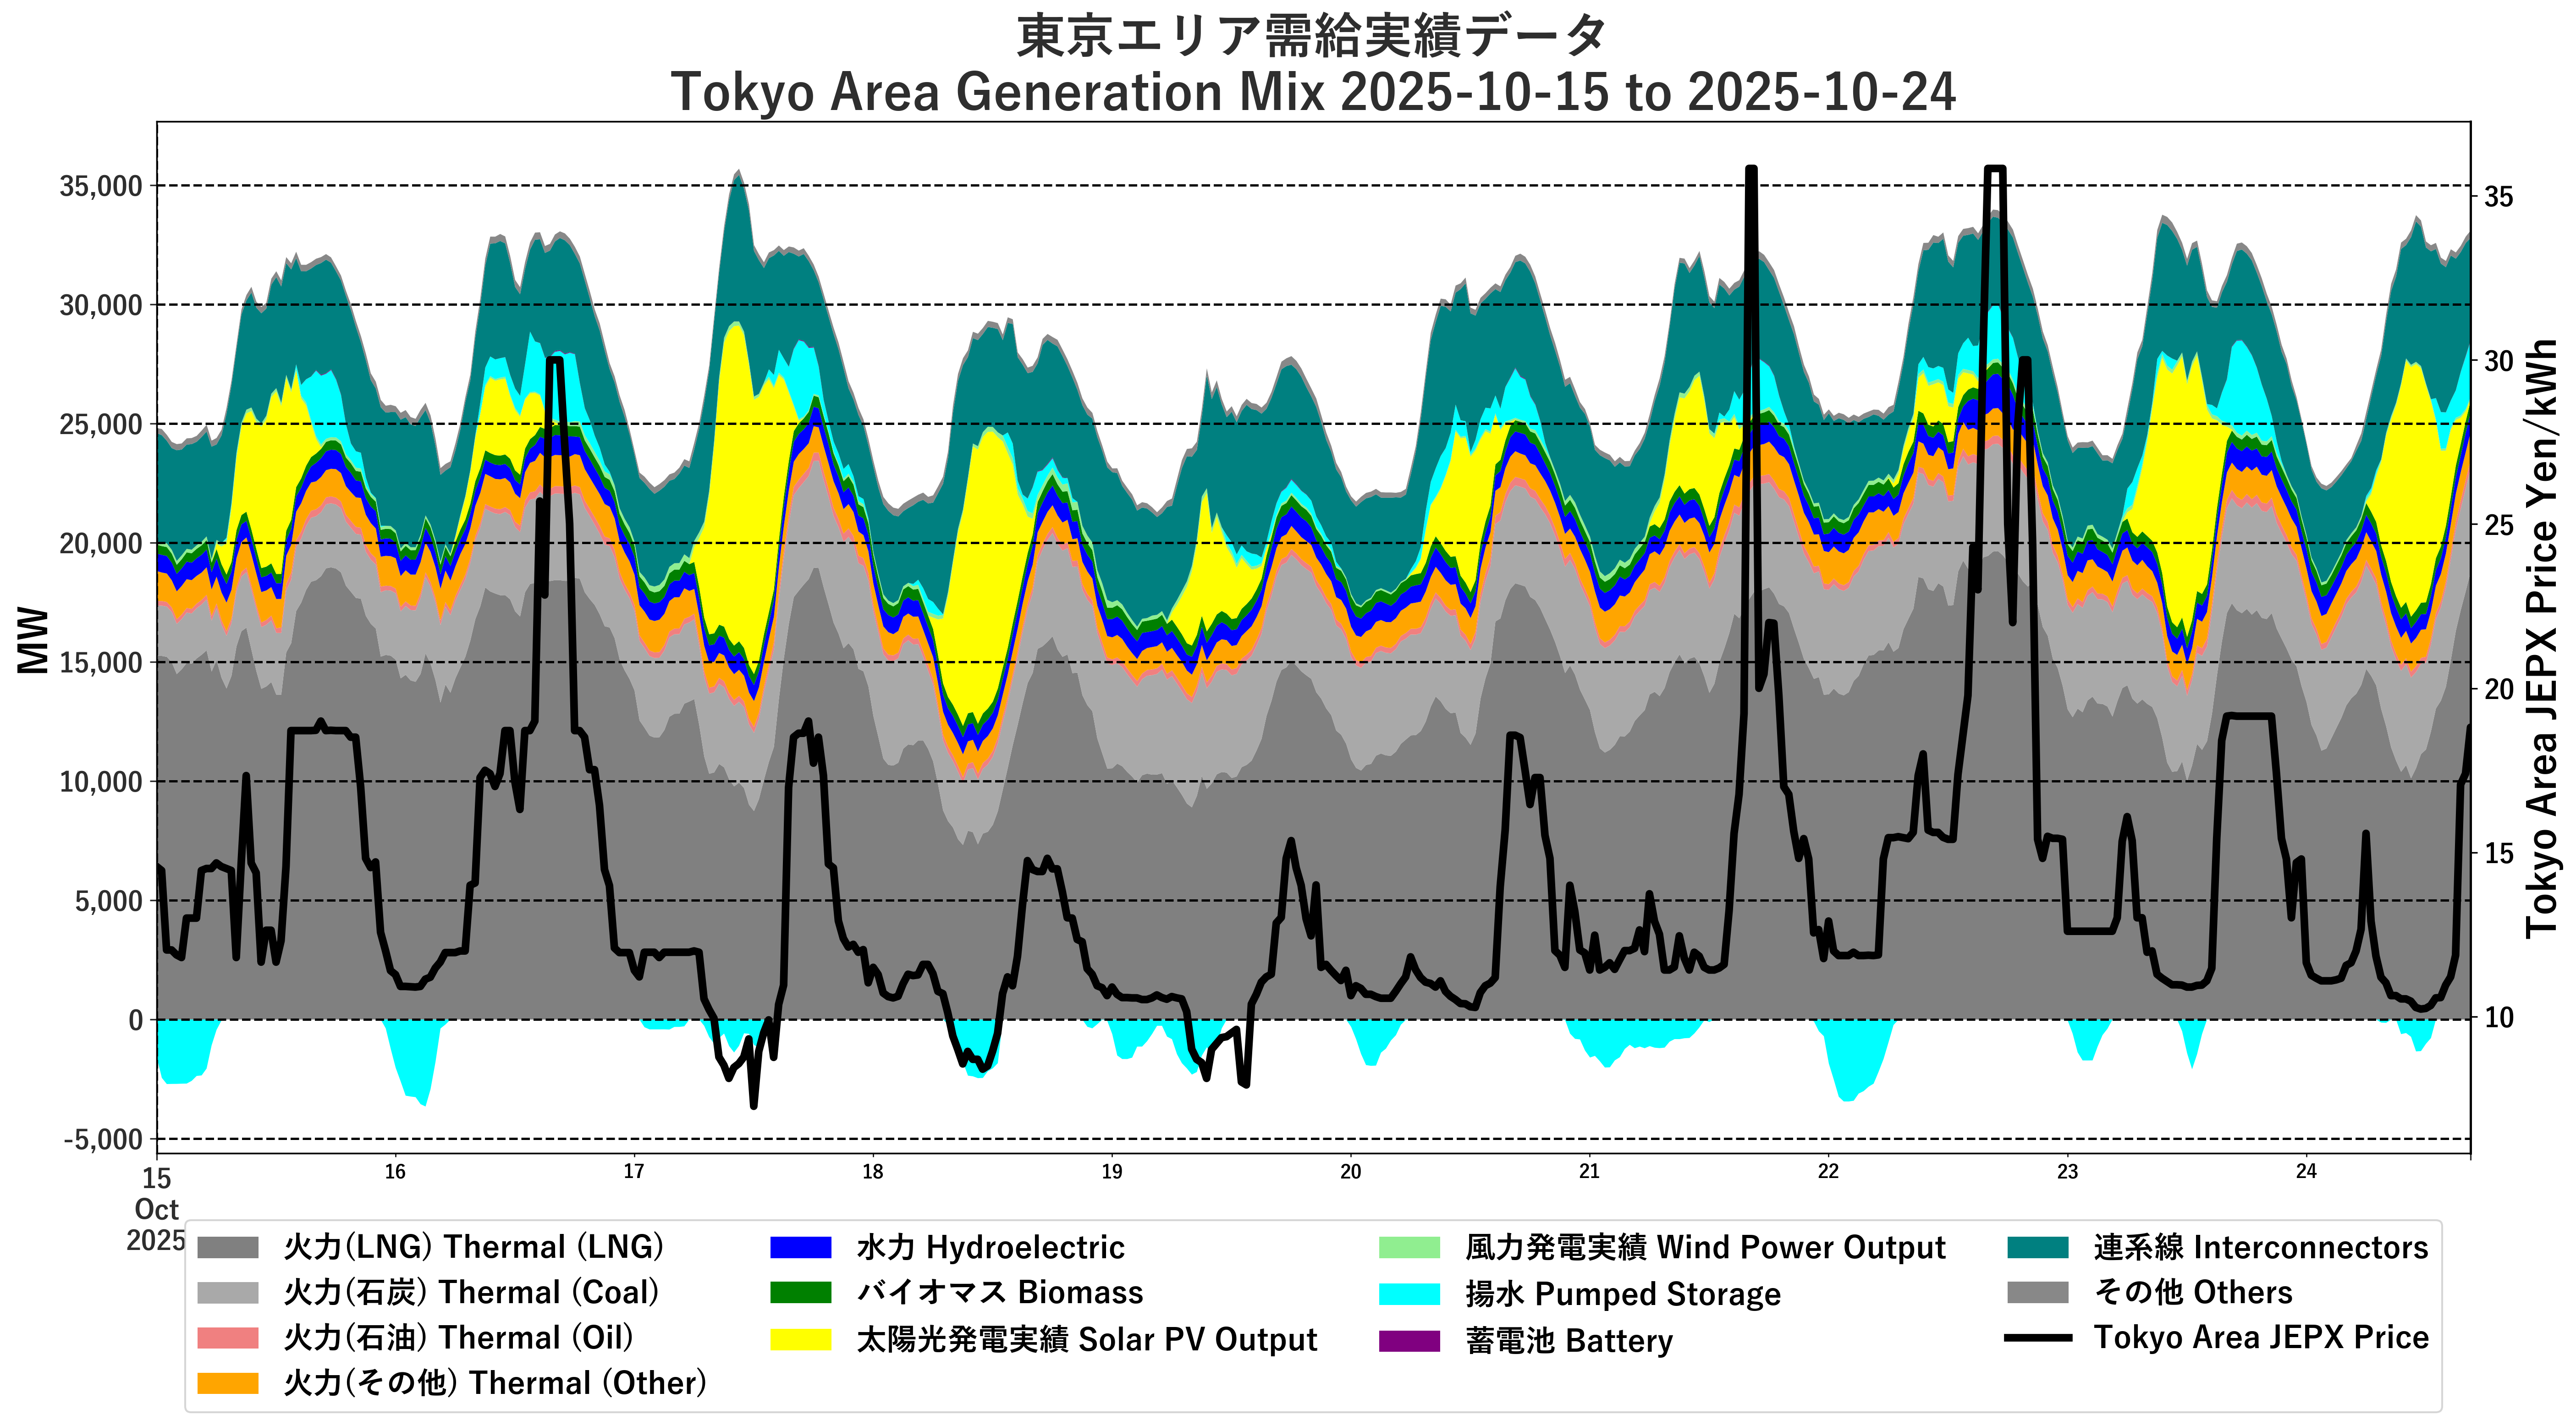 東京エリア需給実績データ
Tokyo Area Generation Mix 2025-10-15 to 2025-10-24
MW
35,000
30,000
25,000
20,000
15,000
10,000
5,000
0
-5,000
35
30
25
20
15
10
Tokyo Area JEPX Price Yen/kWh
15
Oct
2025
16
17
18
19
20
21
22
23
24
火力(LNG) Thermal (LNG)
火力(石炭) Thermal (Coal)
火力(石油) Thermal (Oil)
火力(その他) Thermal (Other)
水力 Hydroelectric
バイオマス Biomass
太陽光発電実績 Solar PV Output
風力発電実績 Wind Power Output
揚水 Pumped Storage
蓄電池 Battery
連系線 Interconnectors
その他 Others
Tokyo Area JEPX Price